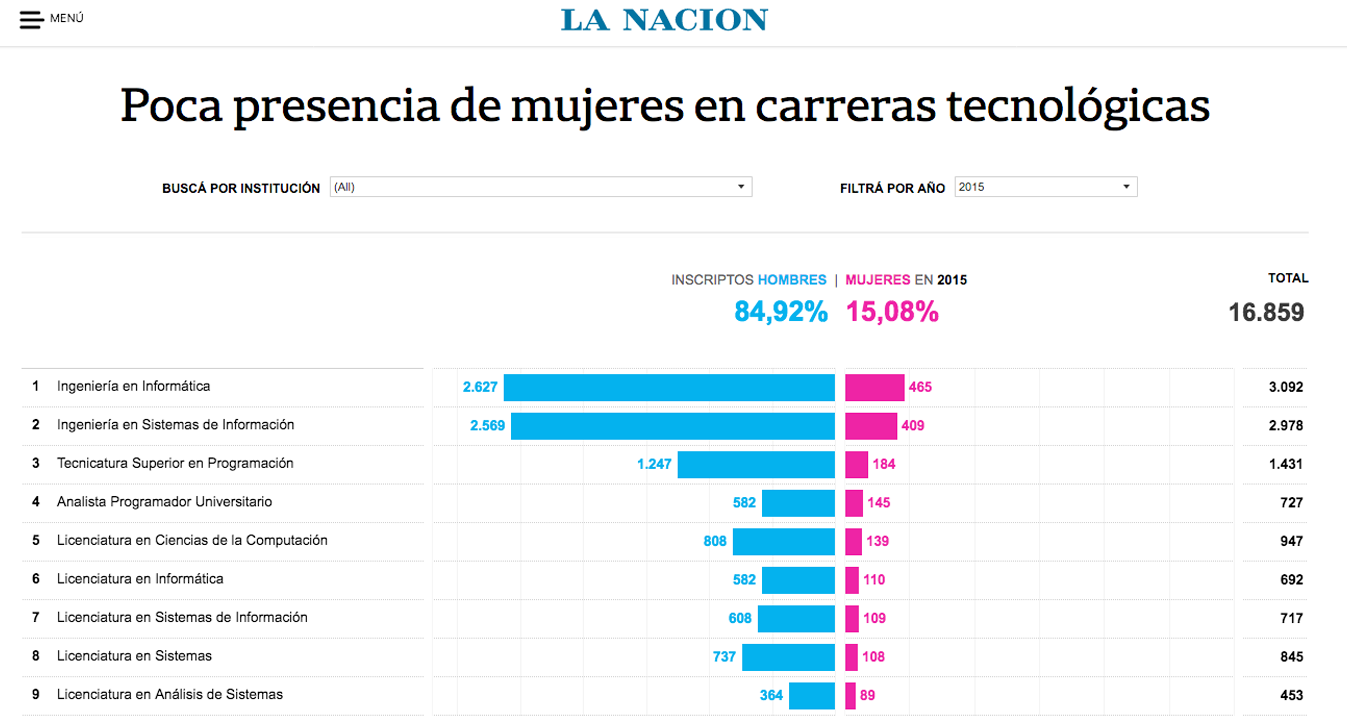 MENÚ
LA NACION
Poca presencia de mujeres en carreras tecnológicas
BUSCÁ POR INSTITUCIÓN (All) FILTRÁ POR AÑO 2015
INSCRIPTOS HOMBRES | MUJERES EN 2015 TOTAL
84,92% 15,08% 16.859
1 Ingeniería en Informática 2.627 465 3.092
2 Ingeniería en Sistemas de Información 2.569 409 2.978
3 Tecnicatura Superior en Programación 1.247 184 1.431
4 Analista Programador Universitario 582 145 727
5 Licenciatura en Ciencias de la Computación 808 139 947
6 Licenciatura en Informática 582 110 692
7 Licenciatura en Sistemas de Información 608 109 717
8 Licenciatura en Sistemas 737 108 845
9 Licenciatura en Análisis de Sistemas 364 89 453